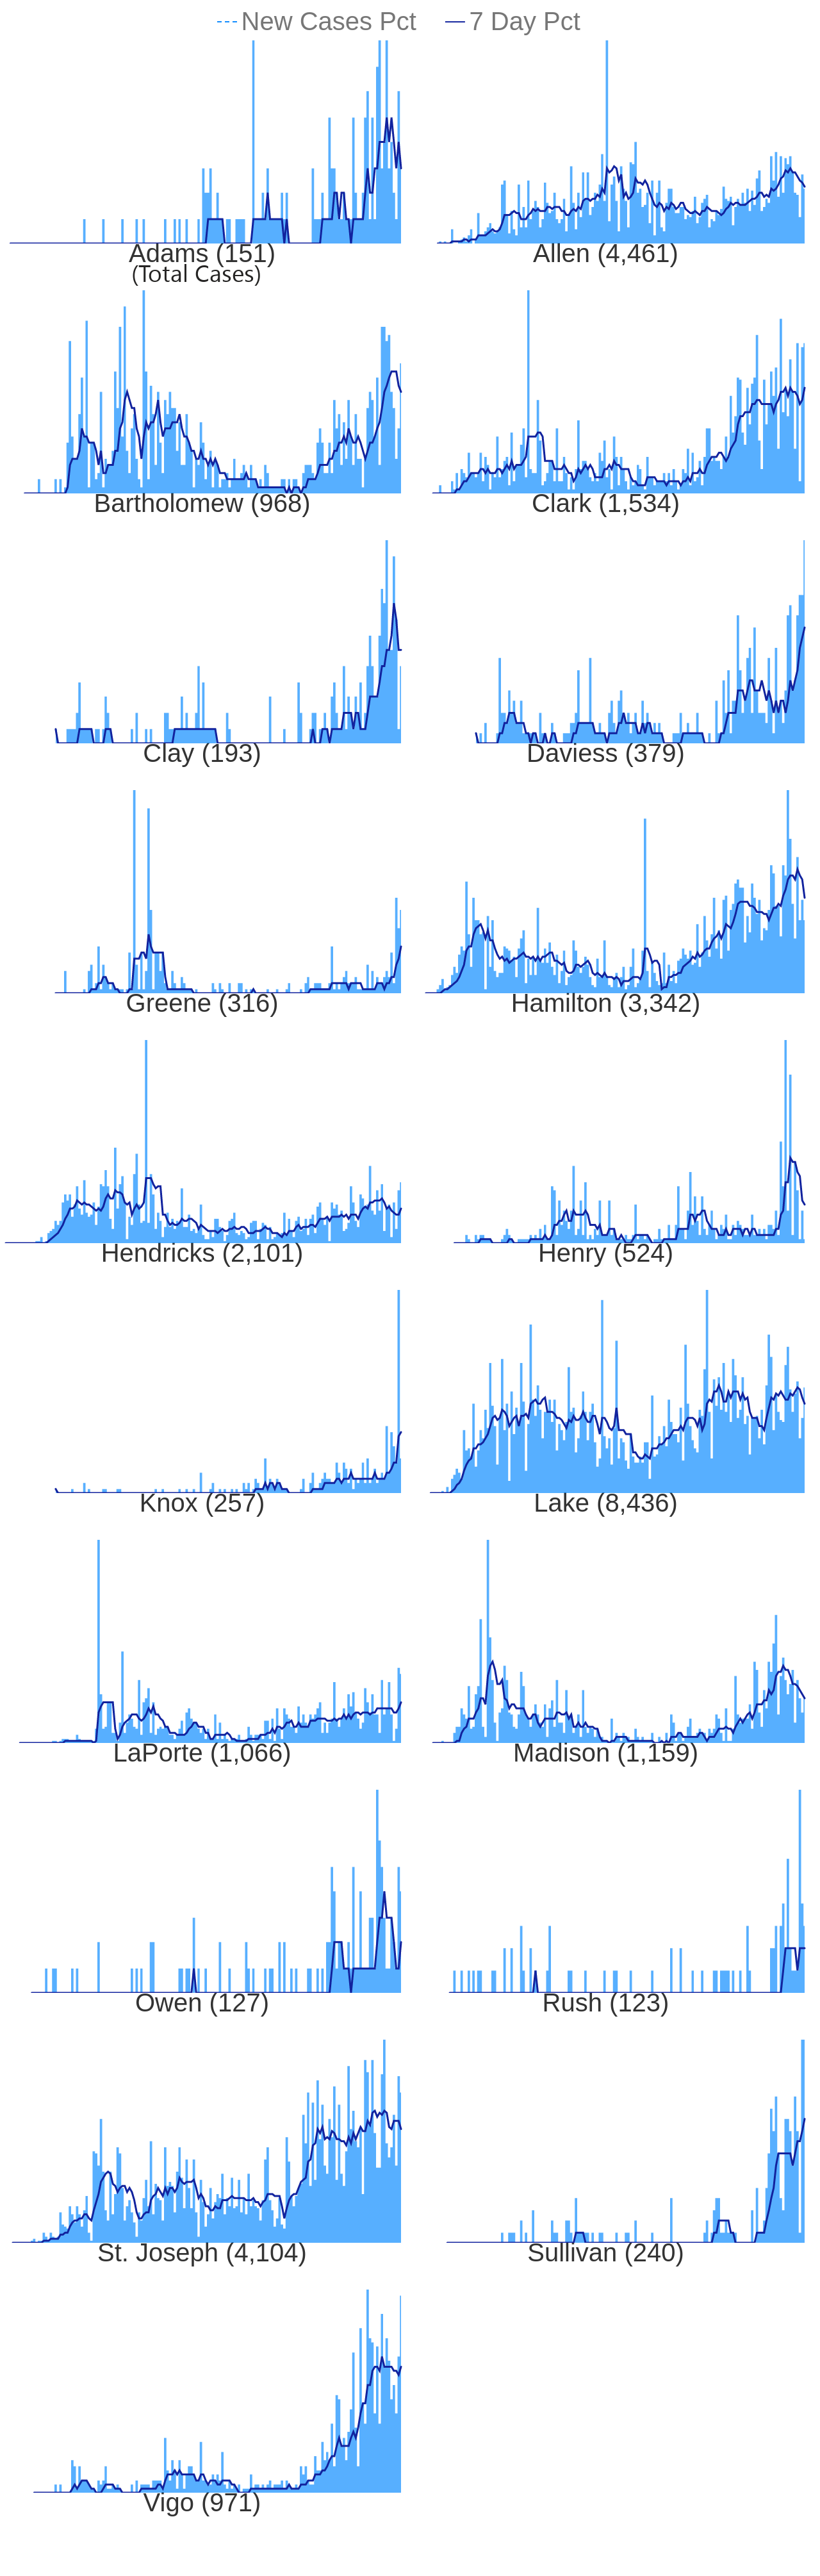 New Cases Pct 7 Day Pct
Adams (151) Allen (4,461)
(Total Cases)
Bartholomew (968) Clark (1,534)
Clay (193) Daviess (379)
Greene (316) Hamilton (3,342)
Hendricks (2,101) Henry (524)
Knox (257) Lake (8,436)
LaPorte (1,066) Madison (1,159)
Owen (127) Rush (123)
St. Joseph (4,104) Sullivan (240)
Vigo (971)